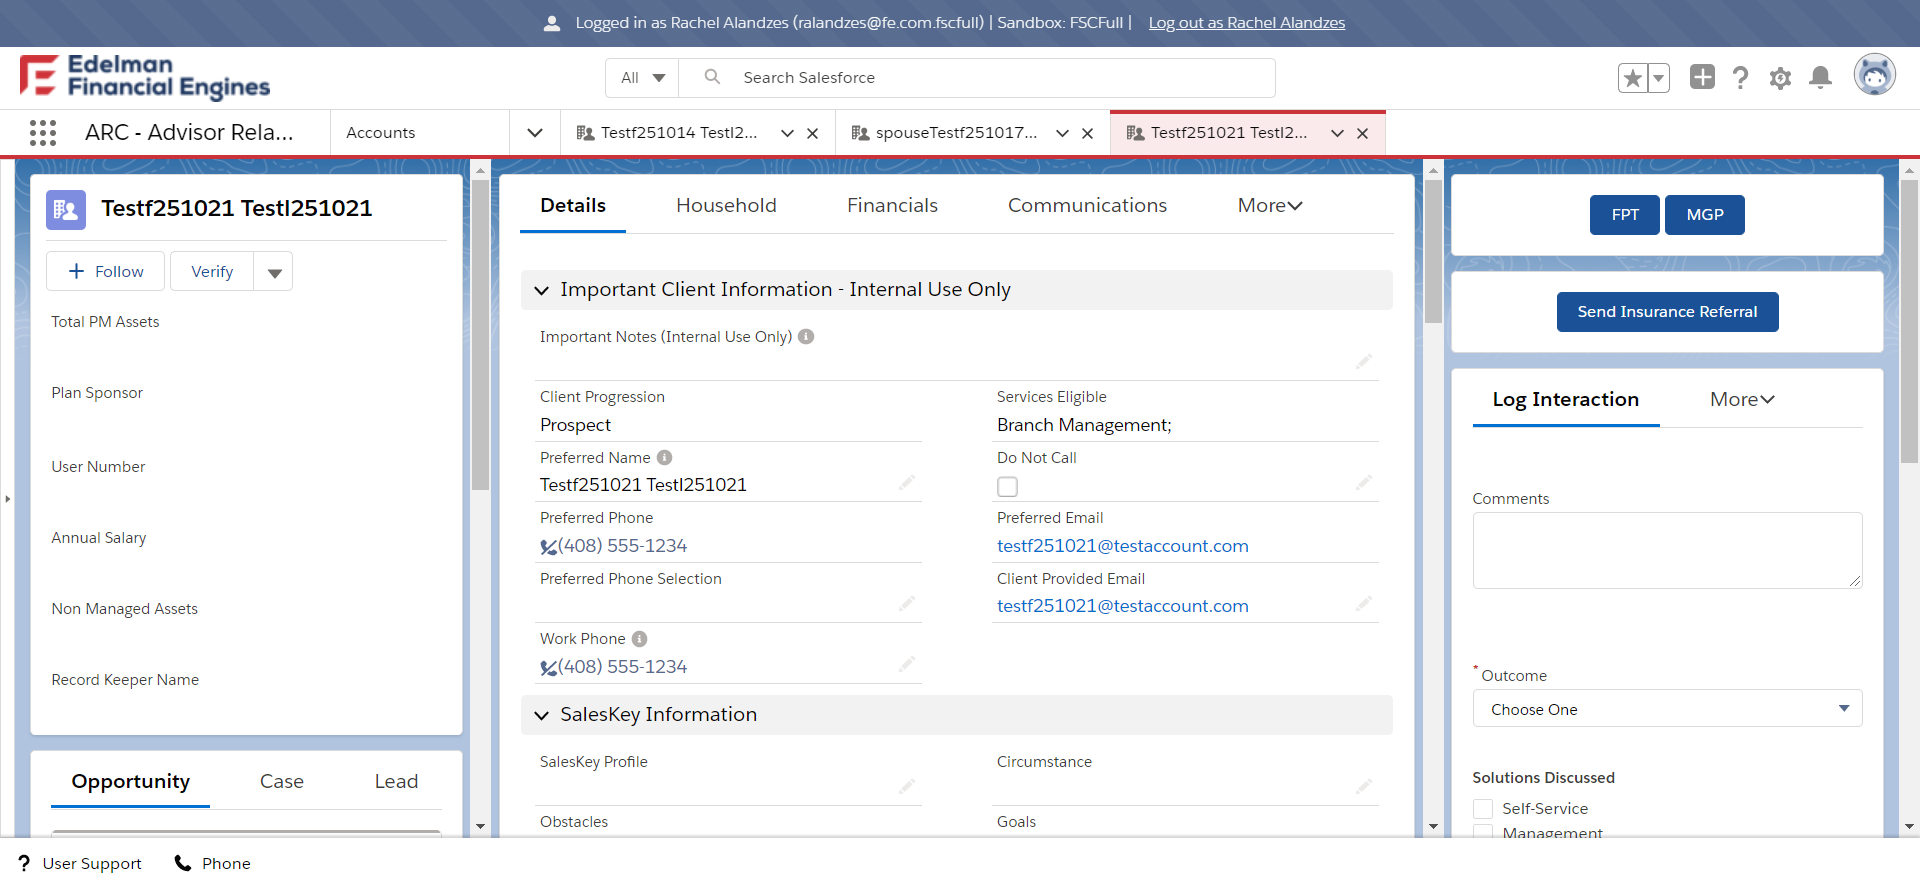 Logged in as Rachel Alandzes (ralandzes@fe.com.fscfull) | Sandbox: FSCFull | Log out as Rachel Alandzes
Edelman
Financial Engines
All
Search Salesforce
ARC - Advisor Rela...
Accounts
Testf251014 Testl2...
spouseTestf251017...
Testf251021 Testl2...
Testf251021 Testl251021
Follow
Verify
Total PM Assets
Plan Sponsor
User Number
Annual Salary
Non Managed Assets
Record Keeper Name
Opportunity
Case
Lead
Details
Household
Financials
Communications
More
Important Client Information - Internal Use Only
Important Notes (Internal Use Only)
Client Progression
Prospect
Services Eligible
Branch Management;
Preferred Name
Testf251021 Testl251021
Do Not Call
Preferred Phone
(408) 555-1234
Preferred Email
testf251021@testaccount.com
Preferred Phone Selection
Client Provided Email
testf251021@testaccount.com
Work Phone
(408) 555-1234
SalesKey Information
SalesKey Profile
Circumstance
Obstacles
Goals
FPT
MGP
Send Insurance Referral
Log Interaction
More
Comments
*Outcome
Choose One
Solutions Discussed
Self-Service
Management
User Support
Phone